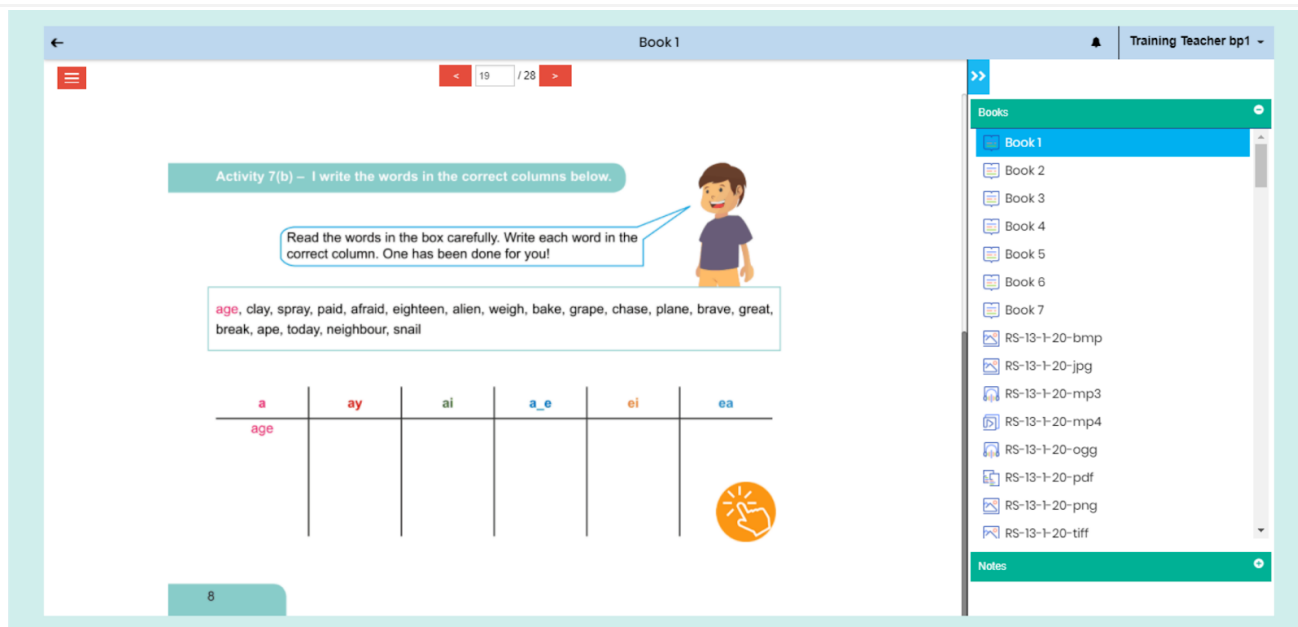 Book 1
Training Teacher bp1
< 19 / 28 >
Activity 7(b) – I write the words in the correct columns below.
Read the words in the box carefully. Write each word in the
correct column. One has been done for you!
age, clay, spray, paid, afraid, eighteen, alien, weigh, bake, grape, chase, plane, brave, great,
break, ape, today, neighbour, snail
a ay ai a_e ei ea
age
8
Books
Book 1
Book 2
Book 3
Book 4
Book 5
Book 6
Book 7
RS-13-1-20-bmp
RS-13-1-20-jpg
RS-13-1-20-mp3
RS-13-1-20-mp4
RS-13-1-20-ogg
RS-13-1-20-pdf
RS-13-1-20-png
RS-13-1-20-tiff
Notes